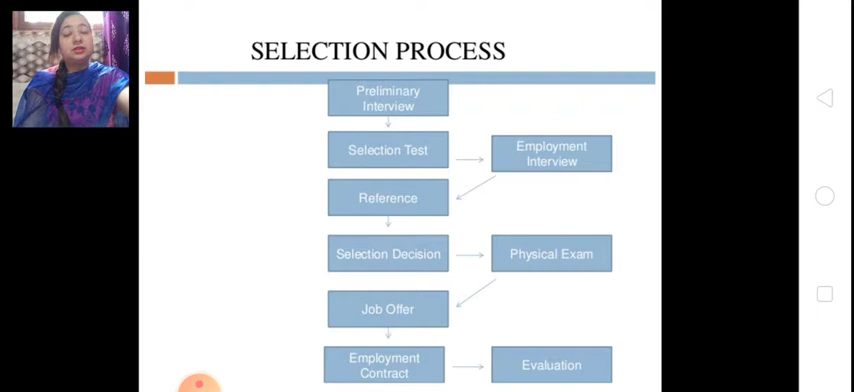 SELECTION PROCESS
Preliminary
Interview
Selection Test
Employment
Interview
Reference
Selection Decision
Physical Exam
Job Offer
Employment
Contract
Evaluation